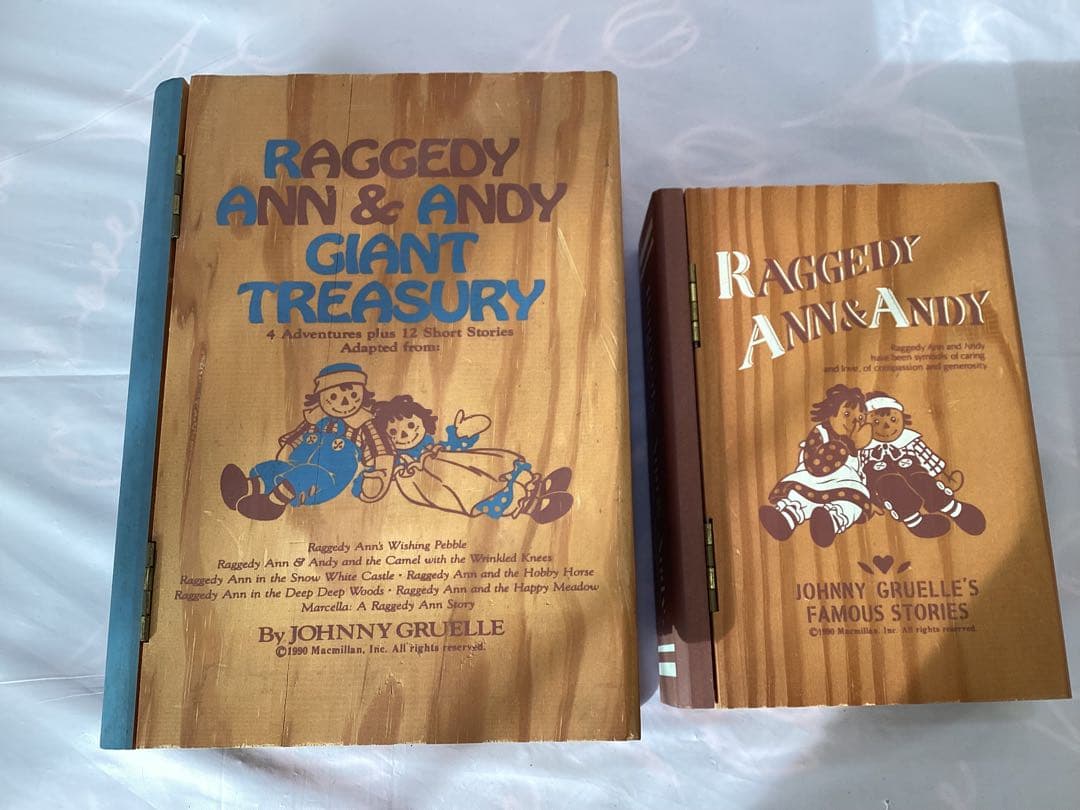 RAGGEDY
ANN & ANDY
GIANT
TREASURY
4 Adventures plus 12 Short Stories
Adapted from:
Raggedy Ann's Wishing Pebble
Raggedy Ann & Andy and the Camel with the Wrinkled Knees
Raggedy Ann in the Snow White Castle • Raggedy Ann and the Hobby Horse
Raggedy Ann in the Deep Deep Woods • Raggedy Ann and the Happy Meadow
Marcella: A Raggedy Ann Story
By JOHNNY GRUELLE
©1990 Macmillan, Inc. All rights reserved.
RAGGEDY
ANN & ANDY
Raggedy Ann and Andy
have been symbols of caring
and love, of compassion and generosity
JOHNNY GRUELLE'S
FAMOUS STORIES
©1990 Macmillan, Inc. All rights reserved.